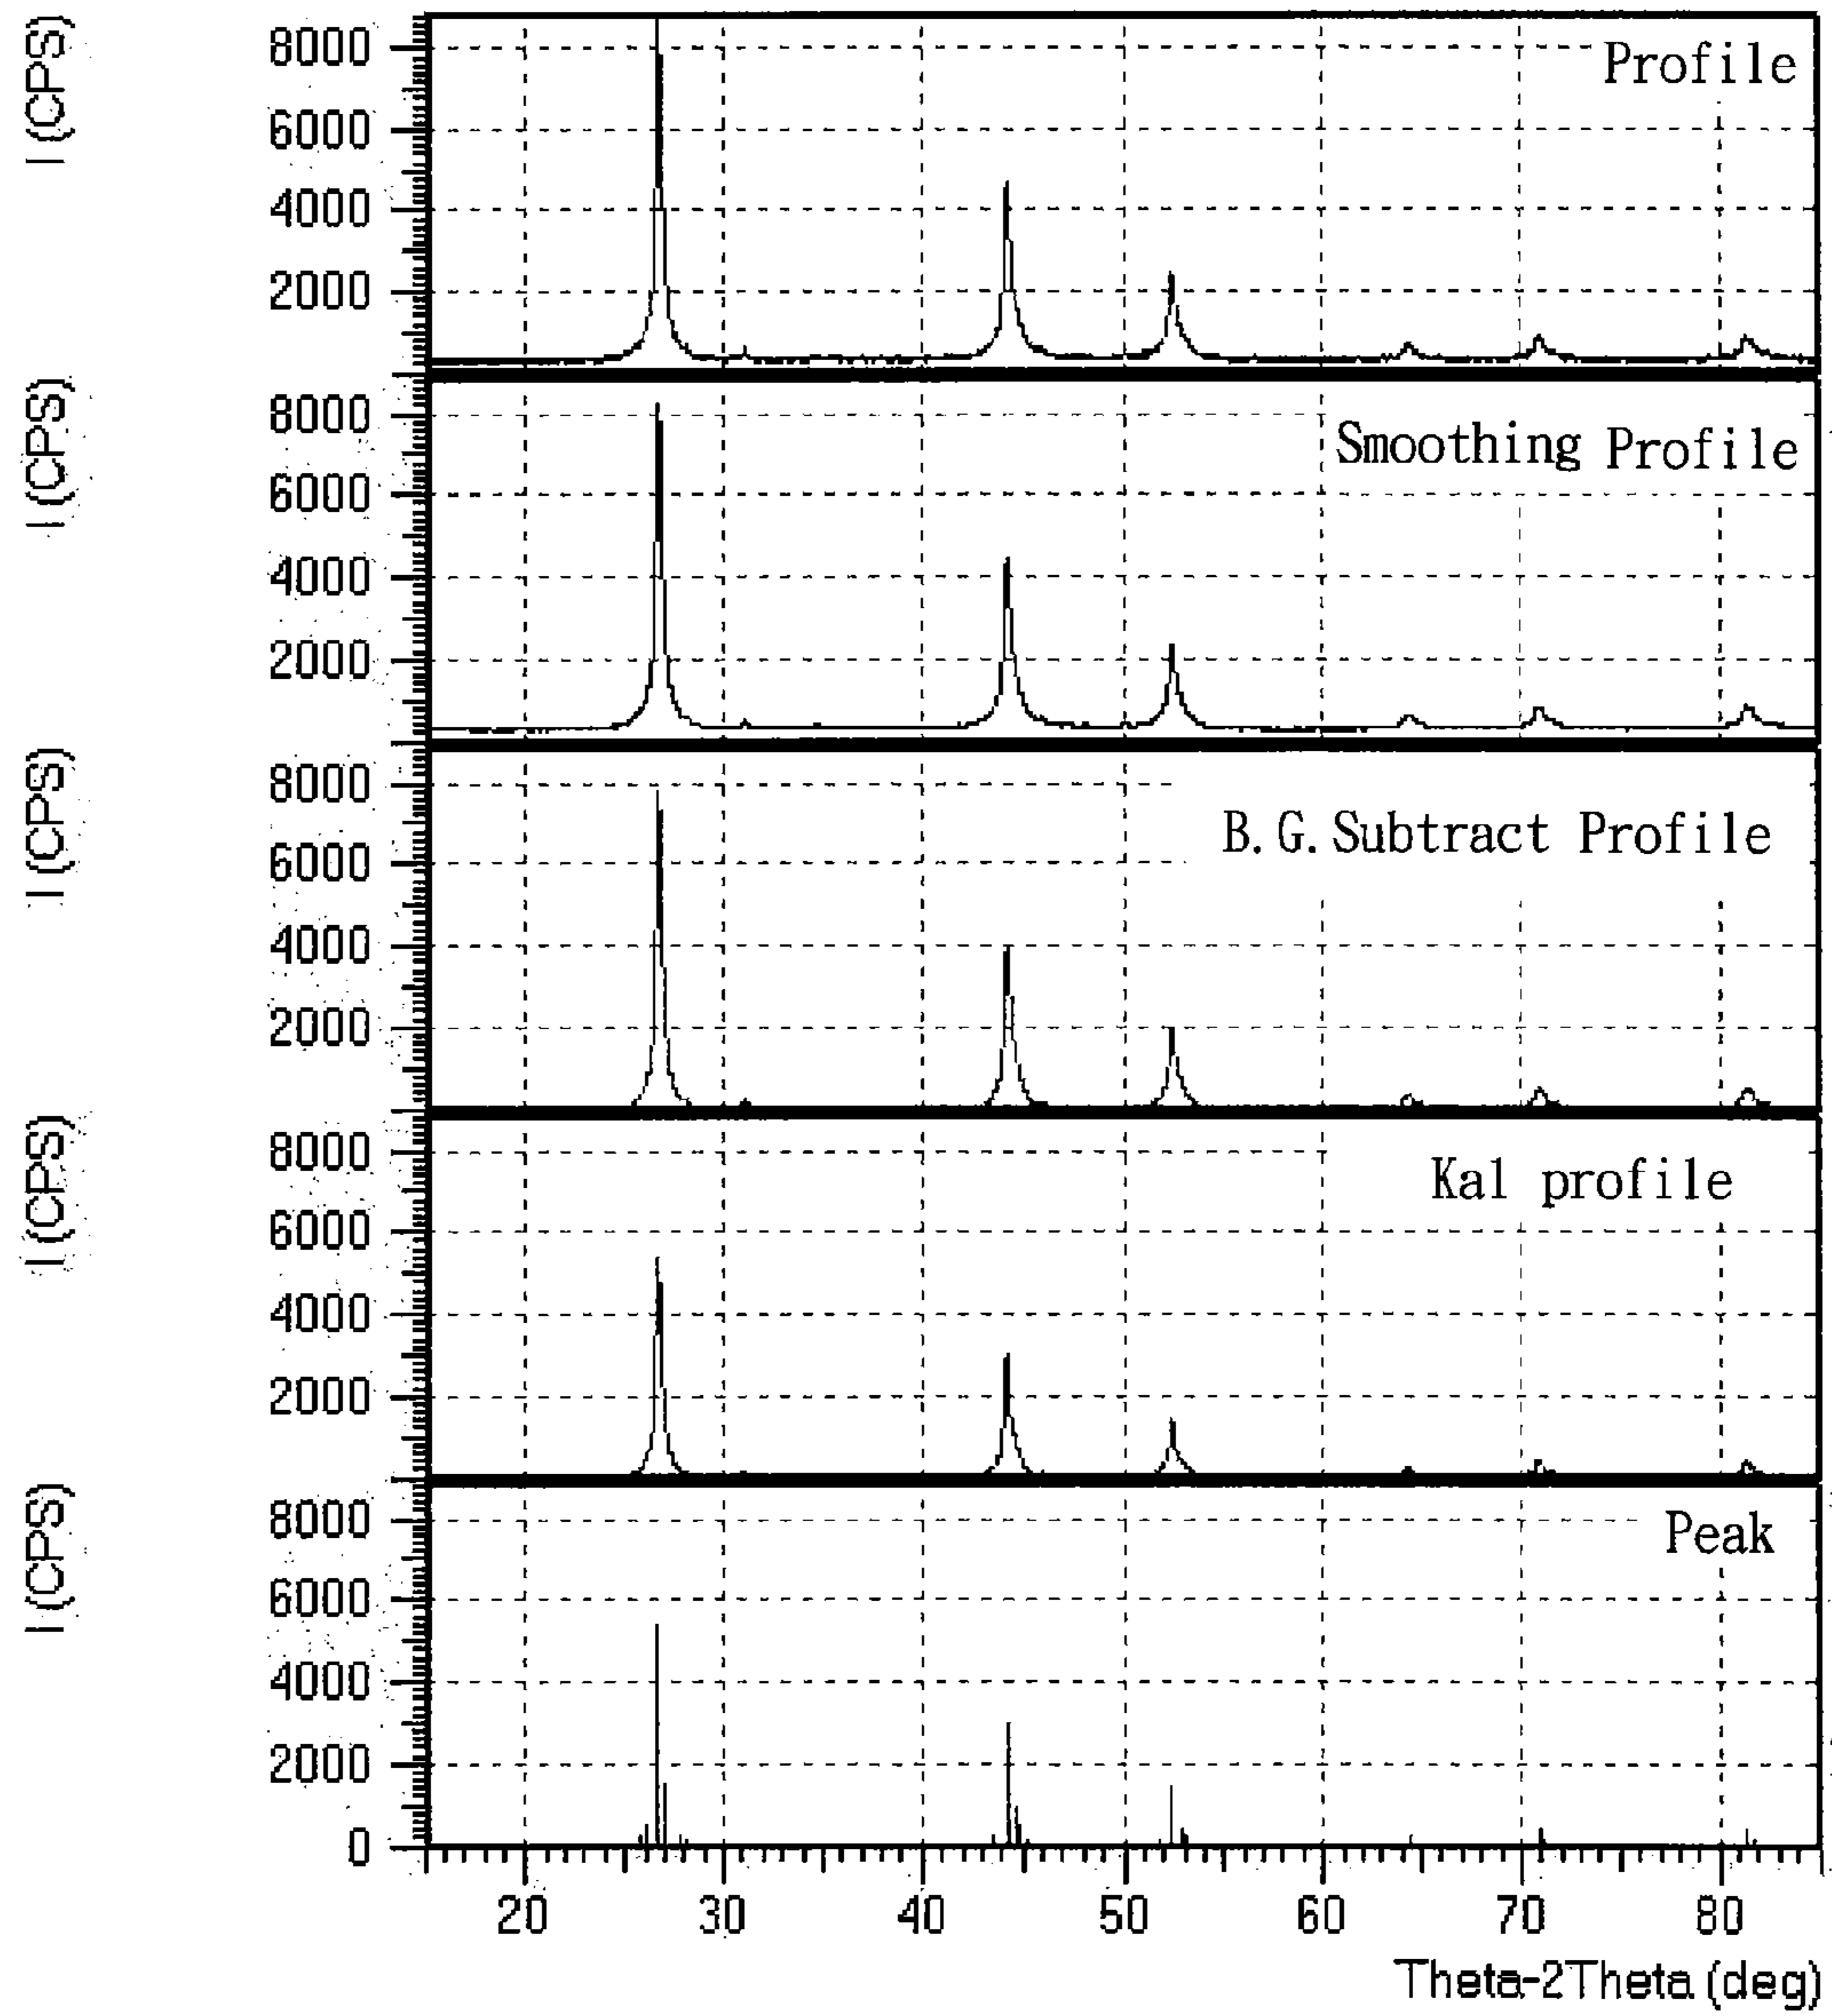 I (CPS)
8000
6000
4000
2000
Profile
I (CPS)
8000
6000
4000
2000
Smoothing Profile
I (CPS)
8000
6000
4000
2000
B.G.Subtract Profile
I (CPS)
8000
6000
4000
2000
Kal profile
I (CPS)
8000
6000
4000
2000
0
Peak
20 30 40 50 60 70 80
Theta-2Theta (deg)